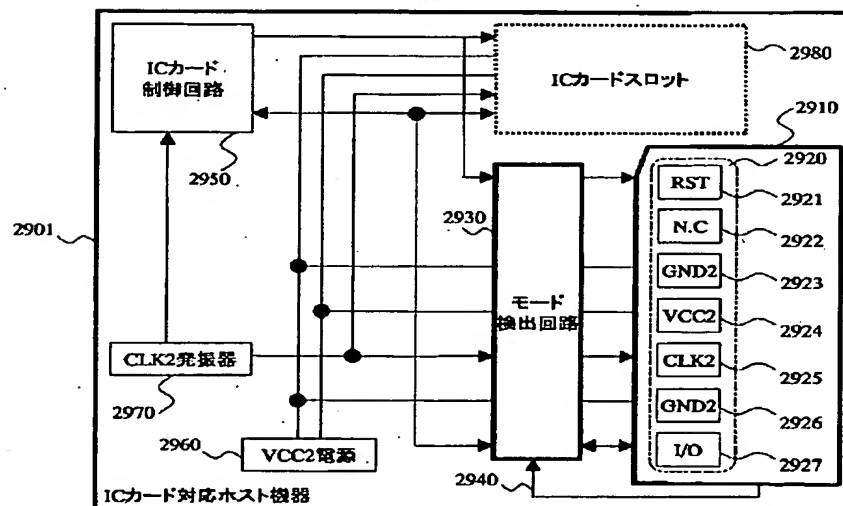 ICカード
制御回路
2950
ICカードスロット
2980
2910
2920
RST
2921
2930
N.C
2922
2901
GND2
2923
モード
検出回路
VCC2
2924
CLK2発振器
2970
CLK2
2925
GND2
2926
2960
VCC2電源
I/O
2927
2940
ICカード対応ホスト機器